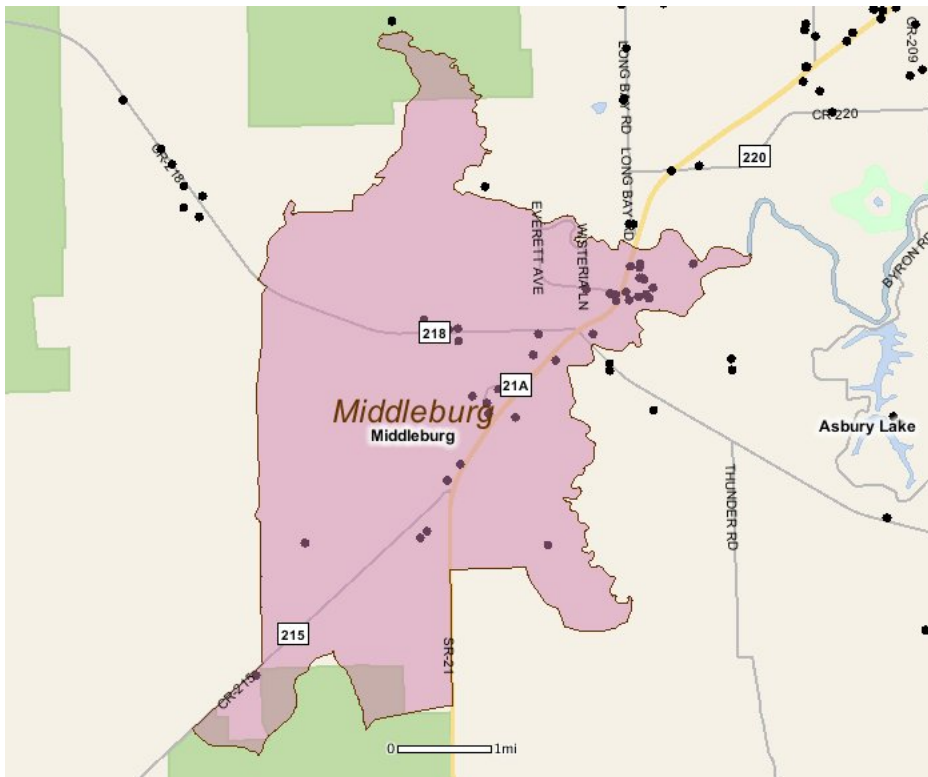 LONG BAY RD
CR-209
CR-220
220
CR-218
LONG BAY RD
EVERETT AVE
WISTERIA LN
BYRON RD
218
21A
Middleburg
Middleburg
Asbury Lake
THUNDER RD
215
SR-21
CR-215
0 1mi